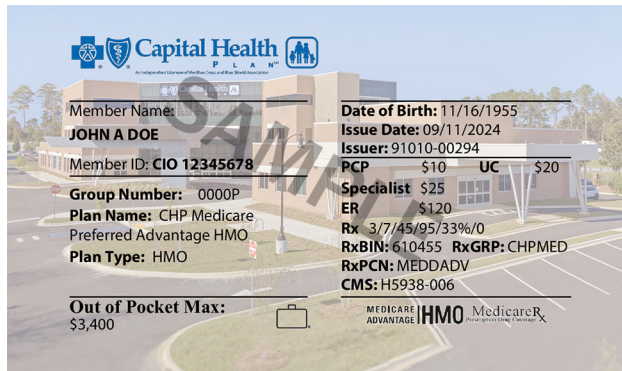 Capital Health
PLAN℠
An Independent Licensee of the Blue Cross and Blue Shield Association
SAMPLE
Member Name:
JOHN A DOE
Member ID: CIO 12345678
Group Number: 0000P
Plan Name: CHP Medicare
Preferred Advantage HMO
Plan Type: HMO
Out of Pocket Max:
$3,400
Date of Birth: 11/16/1955
Issue Date: 09/11/2024
Issuer: 91010-00294
PCP $10 UC $20
Specialist $25
ER $120
Rx 3/7/45/95/33%/0
RxBIN: 610455 RxGRP: CHPMED
RxPCN: MEDDADV
CMS: H5938-006
MEDICARE
ADVANTAGE
HMO
MedicareRx
Prescription Drug Coverage